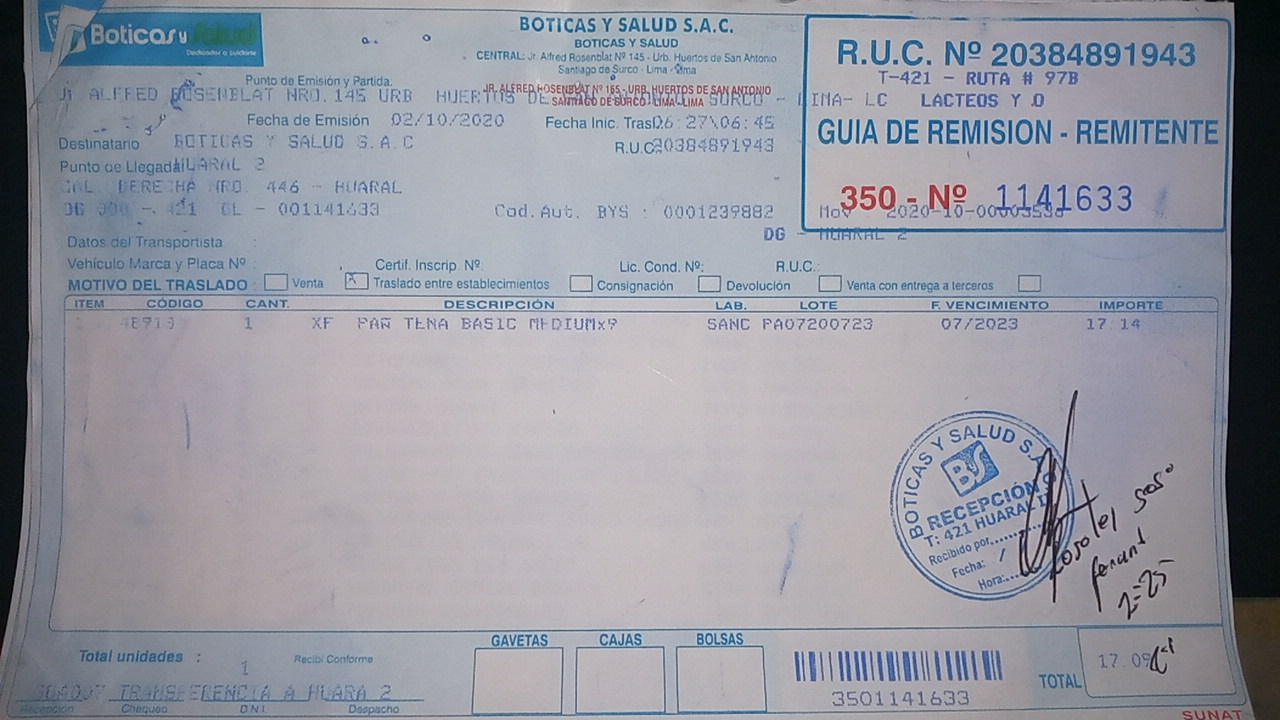 Boticas y Salud
Dedicados a cuidarte
BOTICAS Y SALUD S.A.C.
BOTICAS Y SALUD
CENTRAL: Jr. Alfred Rosenblat Nº 145 - Urb. Huertos de San Antonio
Santiago de Surco - Lima - Lima
R.U.C. Nº 20384891943
T-421 - RUTA # 97B
LACTEOS Y O
GUIA DE REMISION - REMITENTE
350 - Nº 1141633
Mov 2020-10-00003536
DG - HUARAL 2
Punto de Emisión y Partida.
Jr ALFRED ROSENBLAT NRO. 145 URB HUERTOS DE SURCO - LIMA- LC
JR. ALFRED ROSENBLAT Nº 165 - URB. HUERTOS DE SAN ANTONIO
SANTIAGO DE SURCO - LIMA - LIMA
Fecha de Emisión 02/10/2020 Fecha Inic. Tras 06:27\06:45
Destinatario BOTICAS Y SALUD S.A.C R.U.C. 20384891943
Punto de Llegada HUARAL 2
CAL. DERECHA NRO. 446 - HUARAL
421 CL - 001141633 Cod.Aut. BYS : 0001239882
Datos del Transportista :
Vehículo Marca y Placa Nº : Certif. Inscrip. Nº: Lic. Cond. Nº: R.U.C.:
MOTIVO DEL TRASLADO : Venta X Traslado entre establecimientos Consignación Devolución Venta con entrega a terceros
ITEM CÓDIGO CANT. DESCRIPCIÓN LAB. LOTE F. VENCIMIENTO IMPORTE
1 XF PAÑ TENA BASIC MEDIUMx9 SANC PA07200723 07/2023 17.14
BOTICAS Y SALUD S.A.C
BS
RECEPCIÓN
T: 421 HUARAL II
Recibido por
Fecha: /
Hora:
Total unidades : 1 Recibí Conforme
TRANSFERENCIA A HUARA 2
Recepción Chequeo D.N.I. Despacho
GAVETAS CAJAS BOLSAS
3501141633
TOTAL 17.09
SUNAT